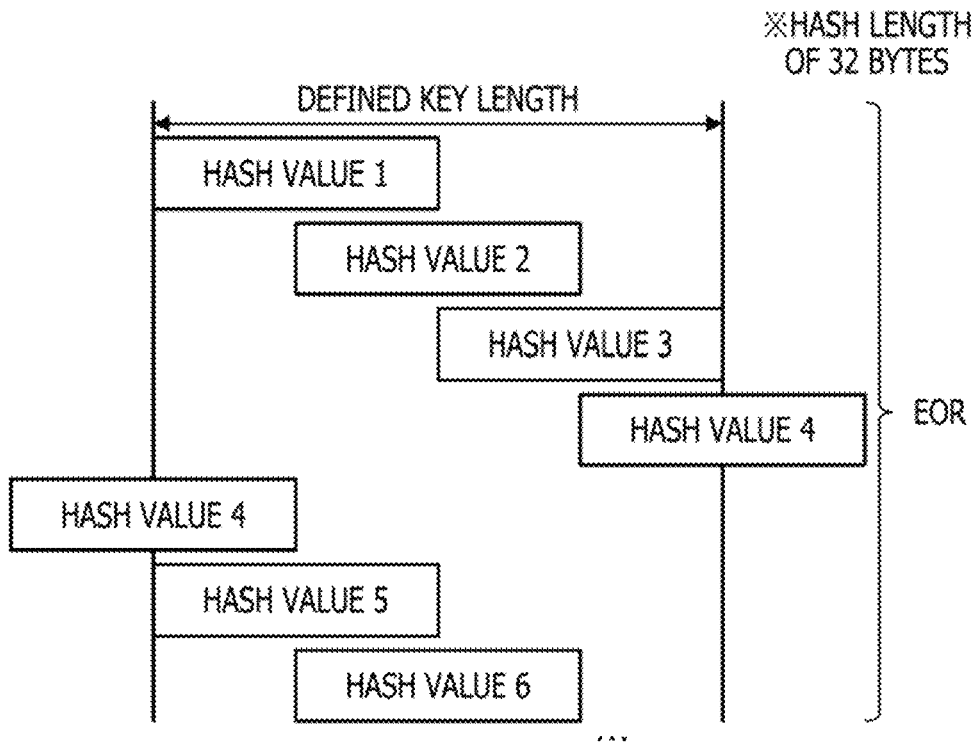 ※HASH LENGTH
OF 32 BYTES
DEFINED KEY LENGTH
HASH VALUE 1
HASH VALUE 2
HASH VALUE 3
HASH VALUE 4
EOR
HASH VALUE 4
HASH VALUE 5
HASH VALUE 6